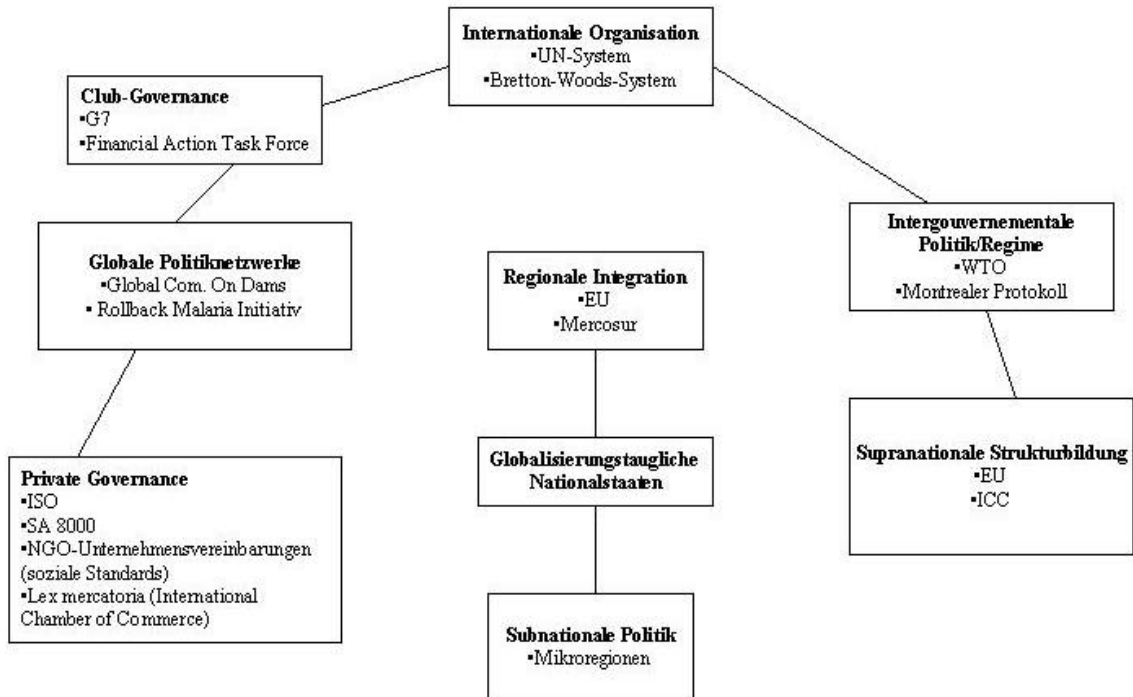 Internationale Organisation
▪UN-System
▪Bretton-Woods-System
Club-Governance
▪G7
▪Financial Action Task Force
Globale Politiknetzwerke
▪Global Com. On Dams
▪ Rollback Malaria Initiativ
Private Governance
▪ISO
▪SA 8000
▪NGO-Unternehmensvereinbarungen
(soziale Standards)
▪Lex mercatoria (International
Chamber of Commerce)
Regionale Integration
▪EU
▪Mercosur
Globalisierungstaugliche
Nationalstaaten
Subnationale Politik
▪Mikroregionen
Intergouvernementale
Politik/Regime
▪WTO
▪Montrealer Protokoll
Supranationale Strukturbildung
▪EU
▪ICC